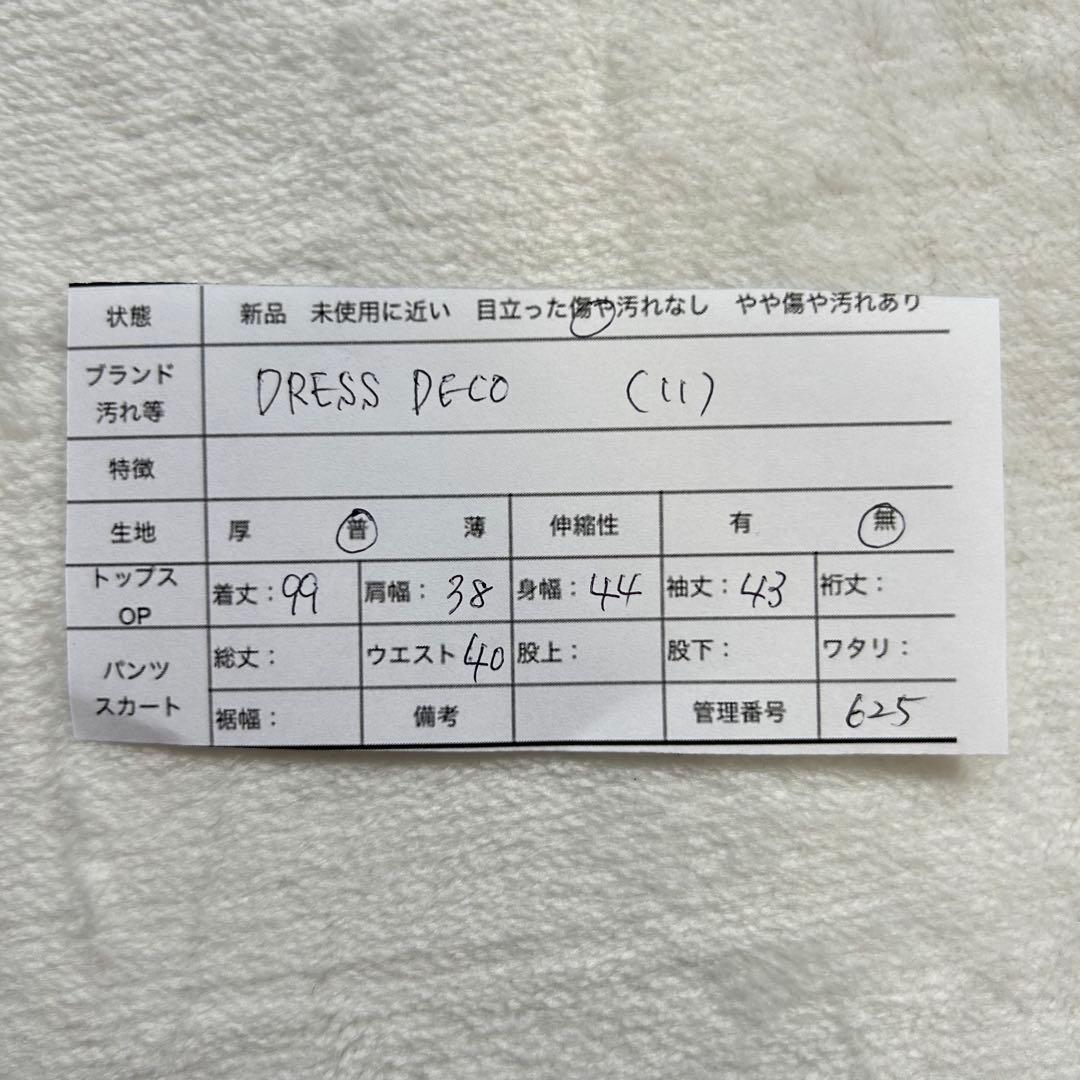 状態 新品 未使用に近い 目立った傷や汚れなし やや傷や汚れあり
ブランド 汚れ等 DRESS DECO (11)
特徴
生地 厚 普 薄 伸縮性 有 無
トップス OP 着丈：99 肩幅：38 身幅：44 袖丈：43 裄丈：
パンツ スカート 総丈： ウエスト 40 股上： 股下： ワタリ：
裾幅： 備考 管理番号 625